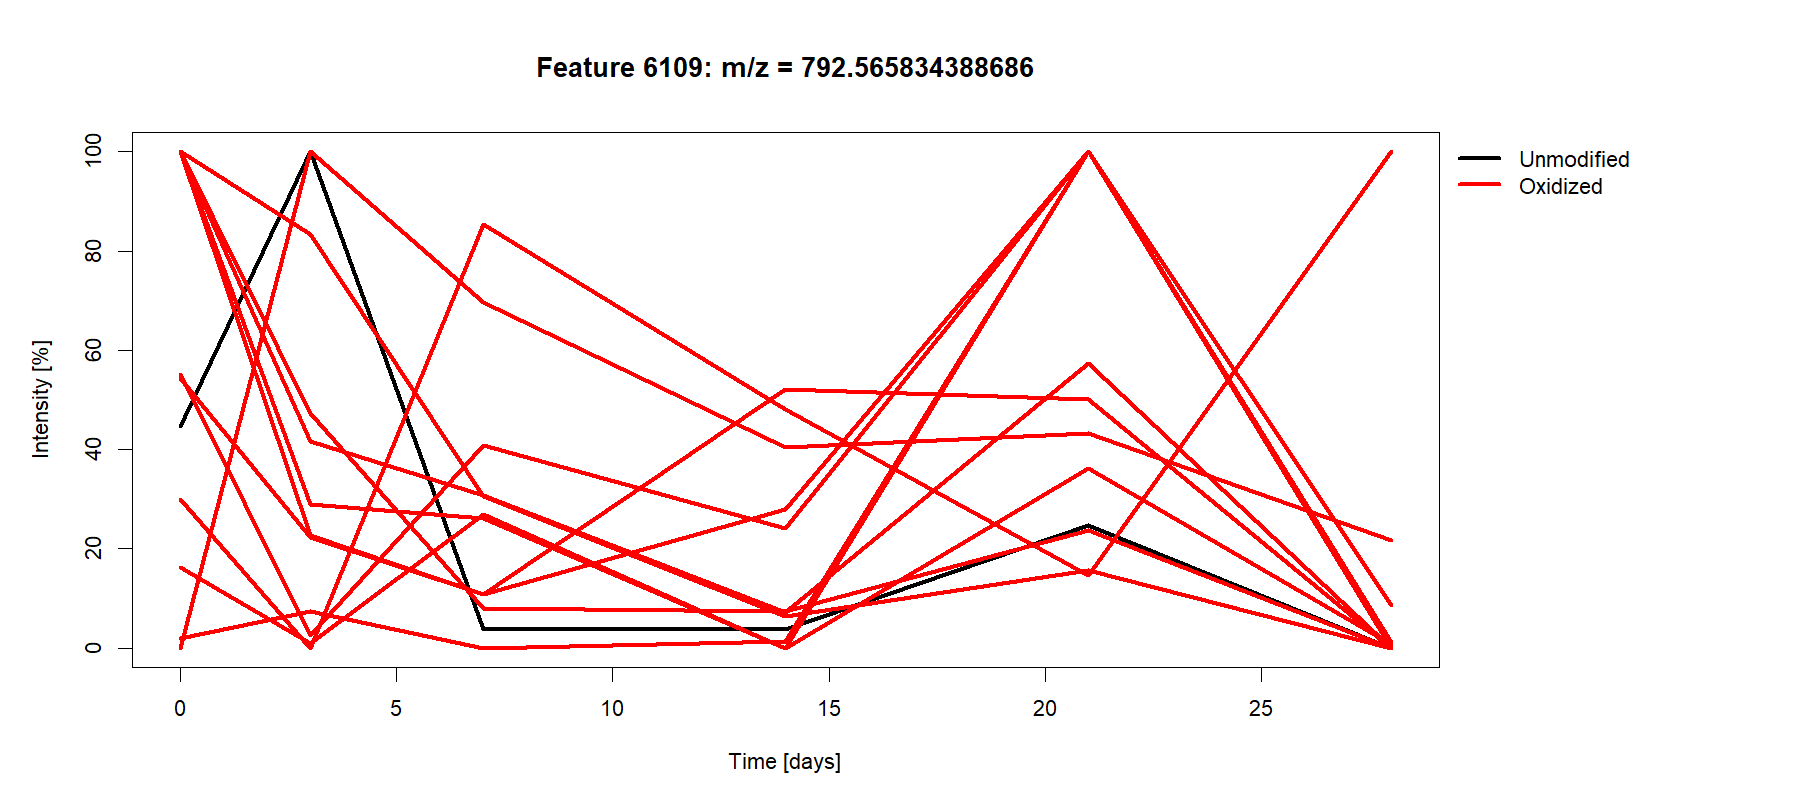 Feature 6109: m/z = 792.565834388686
Unmodified
Oxidized
Intensity [%]
100
80
60
40
20
0
0 5 10 15 20 25
Time [days]